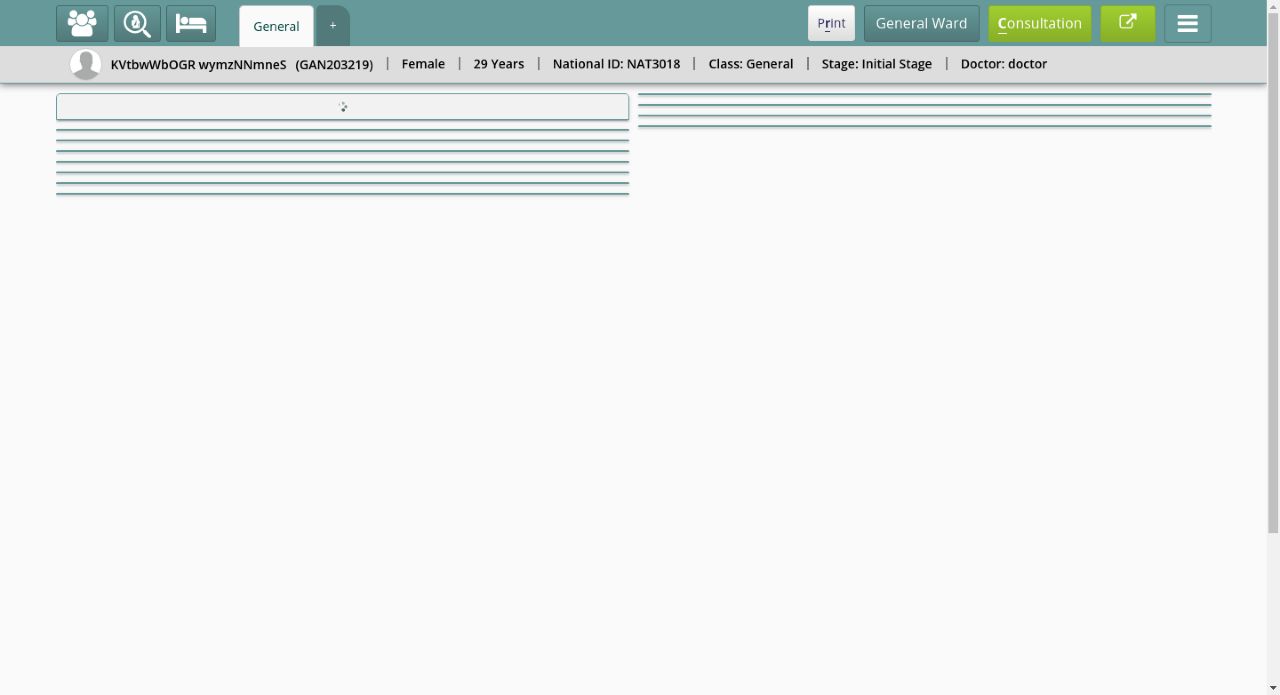 General
+
Print
General Ward
Consultation
KVtbwWbOGR wymzNNmneS (GAN203219) | Female | 29 Years | National ID: NAT3018 | Class: General | Stage: Initial Stage | Doctor: doctor